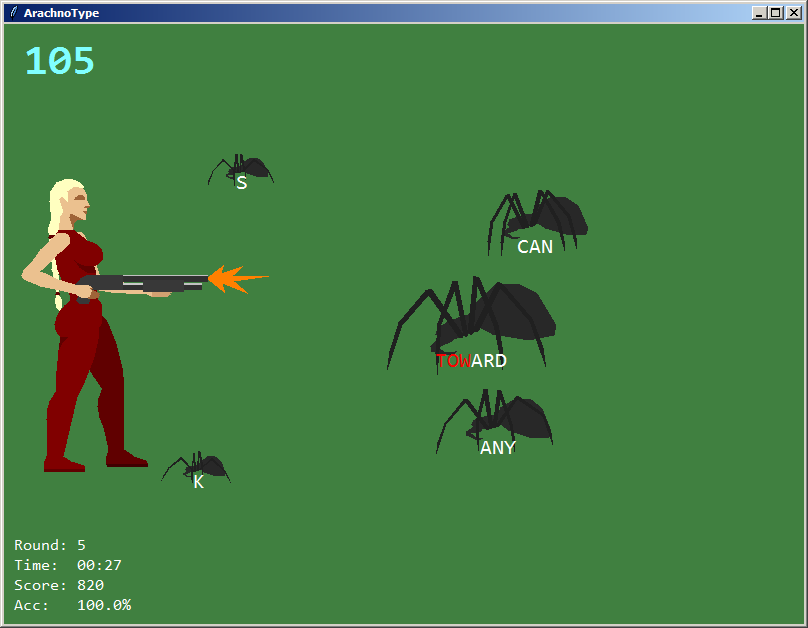 ArachnoType
105
S
CAN
TOWARD
ANY
K
Round: 5
Time: 00:27
Score: 820
Acc: 100.0%